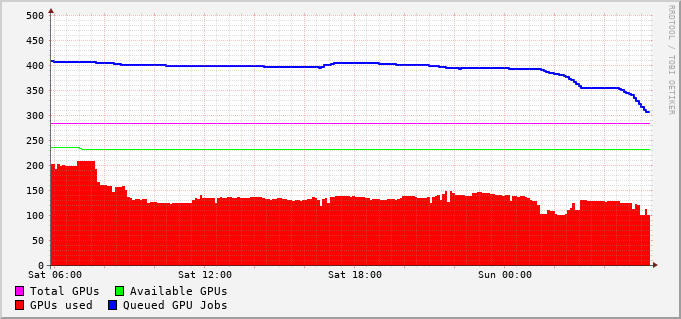 500
450
400
350
300
250
200
150
100
50
0
Sat 06:00 Sat 12:00 Sat 18:00 Sun 00:00
Total GPUs Available GPUs
GPUs used Queued GPU Jobs
RRDTOOL / TOBI OETIKER